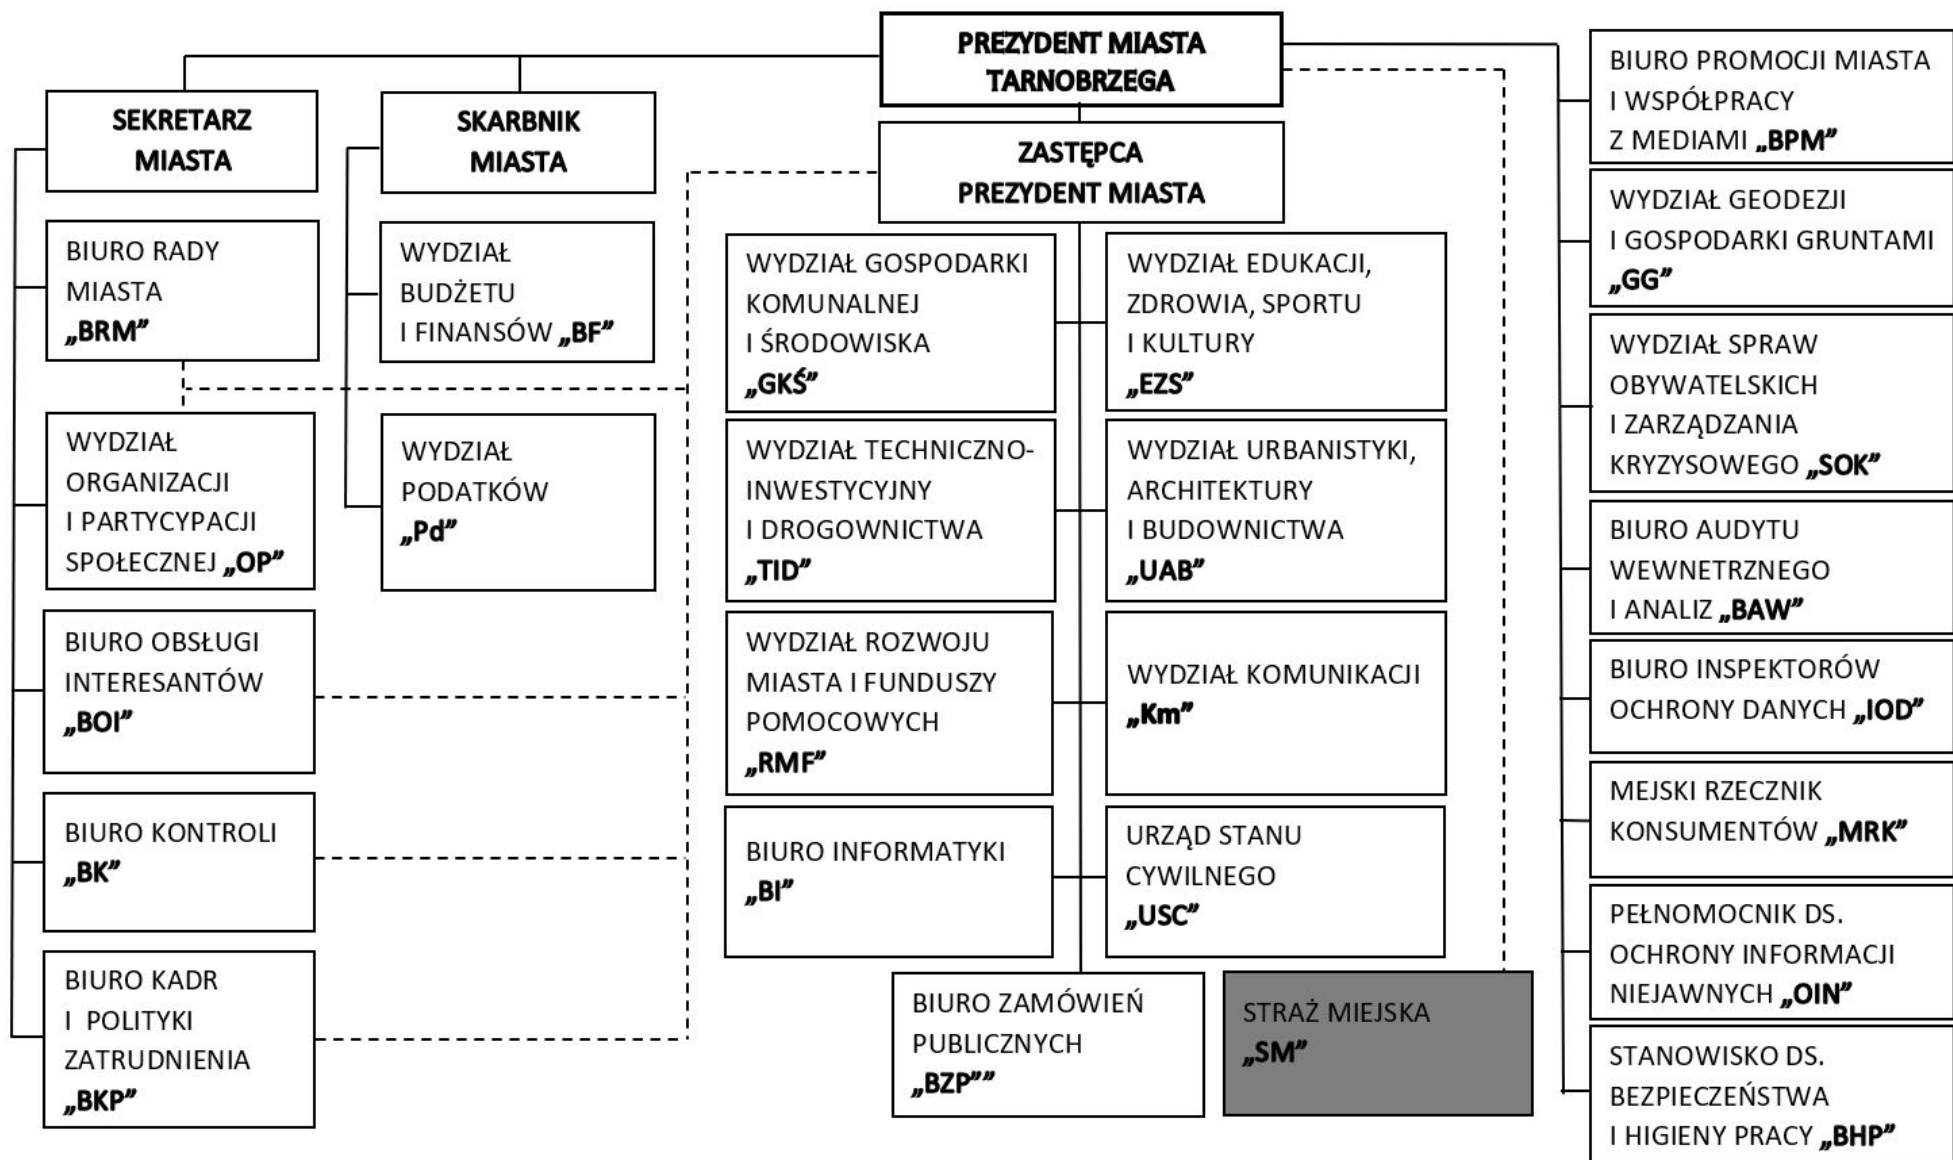 PREZYDENT MIASTA
TARNOBRZEGA
SEKRETARZ
MIASTA
SKARBNIK
MIASTA
ZASTĘPCA
PREZYDENT MIASTA
BIURO RADY
MIASTA
„BRM”
WYDZIAŁ
ORGANIZACJI
I PARTYCYPACJI
SPOŁECZNEJ „OP”
BIURO OBSŁUGI
INTERESANTÓW
„BOI”
BIURO KONTROLI
„BK”
BIURO KADR
I POLITYKI
ZATRUDNIENIA
„BKP”
WYDZIAŁ
BUDŻETU
I FINANSÓW „BF”
WYDZIAŁ
PODATKÓW
„Pd”
WYDZIAŁ GOSPODARKI
KOMUNALNEJ
I ŚRODOWISKA
„GKŚ”
WYDZIAŁ EDUKACJI,
ZDROWIA, SPORTU
I KULTURY
„EZS”
WYDZIAŁ TECHNICZNO-
INWESTYCYJNY
I DROGOWNICTWA
„TID”
WYDZIAŁ URBANISTYKI,
ARCHITEKTURY
I BUDOWNICTWA
„UAB”
WYDZIAŁ ROZWOJU
MIASTA I FUNDUSZY
POMOCOWYCH
„RMF”
WYDZIAŁ KOMUNIKACJI
„Km”
BIURO INFORMATYKI
„BI”
URZĄD STANU
CYWILNEGO
„USC”
BIURO ZAMÓWIEŃ
PUBLICZNYCH
„BZP””
STRAŻ MIEJSKA
„SM”
BIURO PROMOCJI MIASTA
I WSPÓŁPRACY
Z MEDIAMI „BPM”
WYDZIAŁ GEODEZJI
I GOSPODARKI GRUNTAMI
„GG”
WYDZIAŁ SPRAW
OBYWATELSKICH
I ZARZĄDZANIA
KRYZYSOWEGO „SOK”
BIURO AUDYTU
WEWNETRZNEGO
I ANALIZ „BAW”
BIURO INSPEKTORÓW
OCHRONY DANYCH „IOD”
MEJSKI RZECZNIK
KONSUMENTÓW „MRK”
PEŁNOMOCNIK DS.
OCHRONY INFORMACJI
NIEJAWNYCH „OIN”
STANOWISKO DS.
BEZPIECZEŃSTWA
I HIGIENY PRACY „BHP”